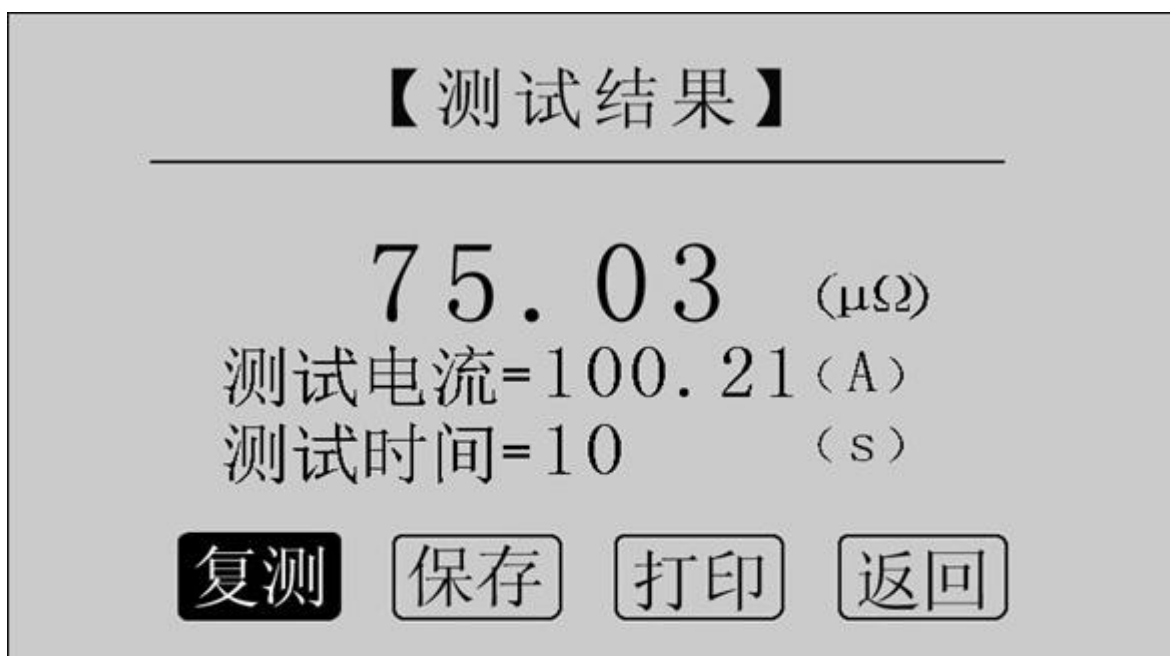 【测试结果】
75.03 (μΩ)
测试电流=100.21(A)
测试时间=10 (s)
复测 保存 打印 返回